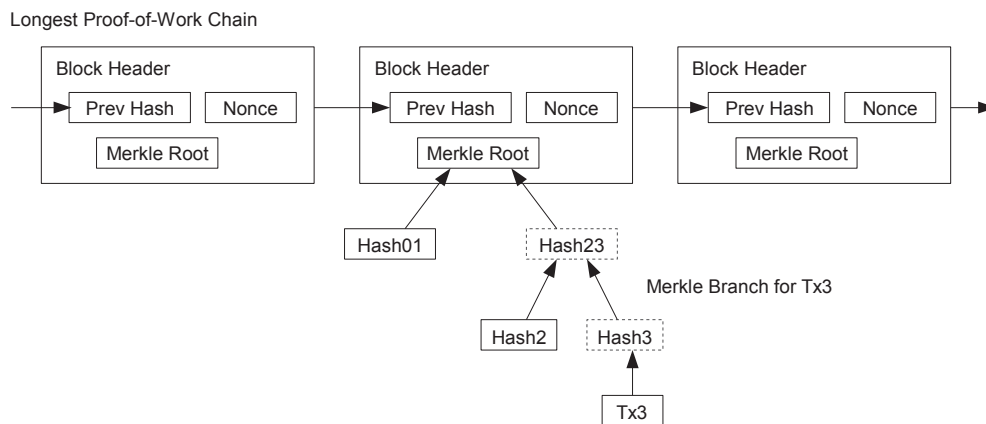 Longest Proof-of-Work Chain
Block Header
Prev Hash
Nonce
Merkle Root
Block Header
Prev Hash
Nonce
Merkle Root
Block Header
Prev Hash
Nonce
Merkle Root
Hash01
Hash23
Merkle Branch for Tx3
Hash2
Hash3
Tx3